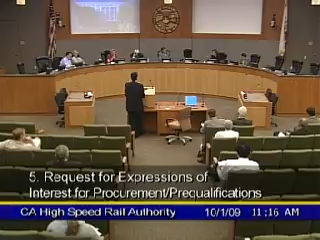 5. Request for Expressions of
Interest for Procurement/Prequalifications
CA High Speed Rail Authority 10/1/09 11:16 AM